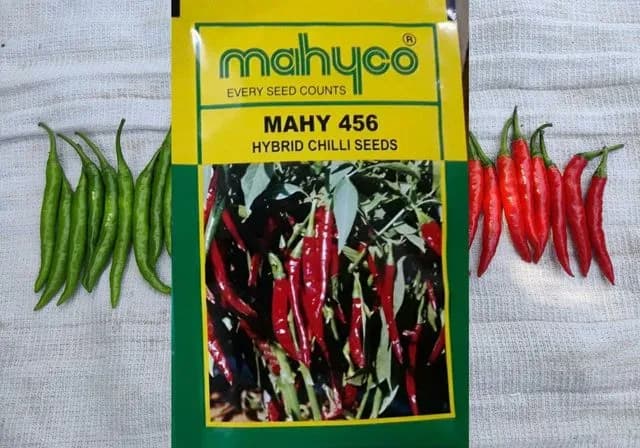 mahyco®
EVERY SEED COUNTS
MAHY 456
HYBRID CHILLI SEEDS